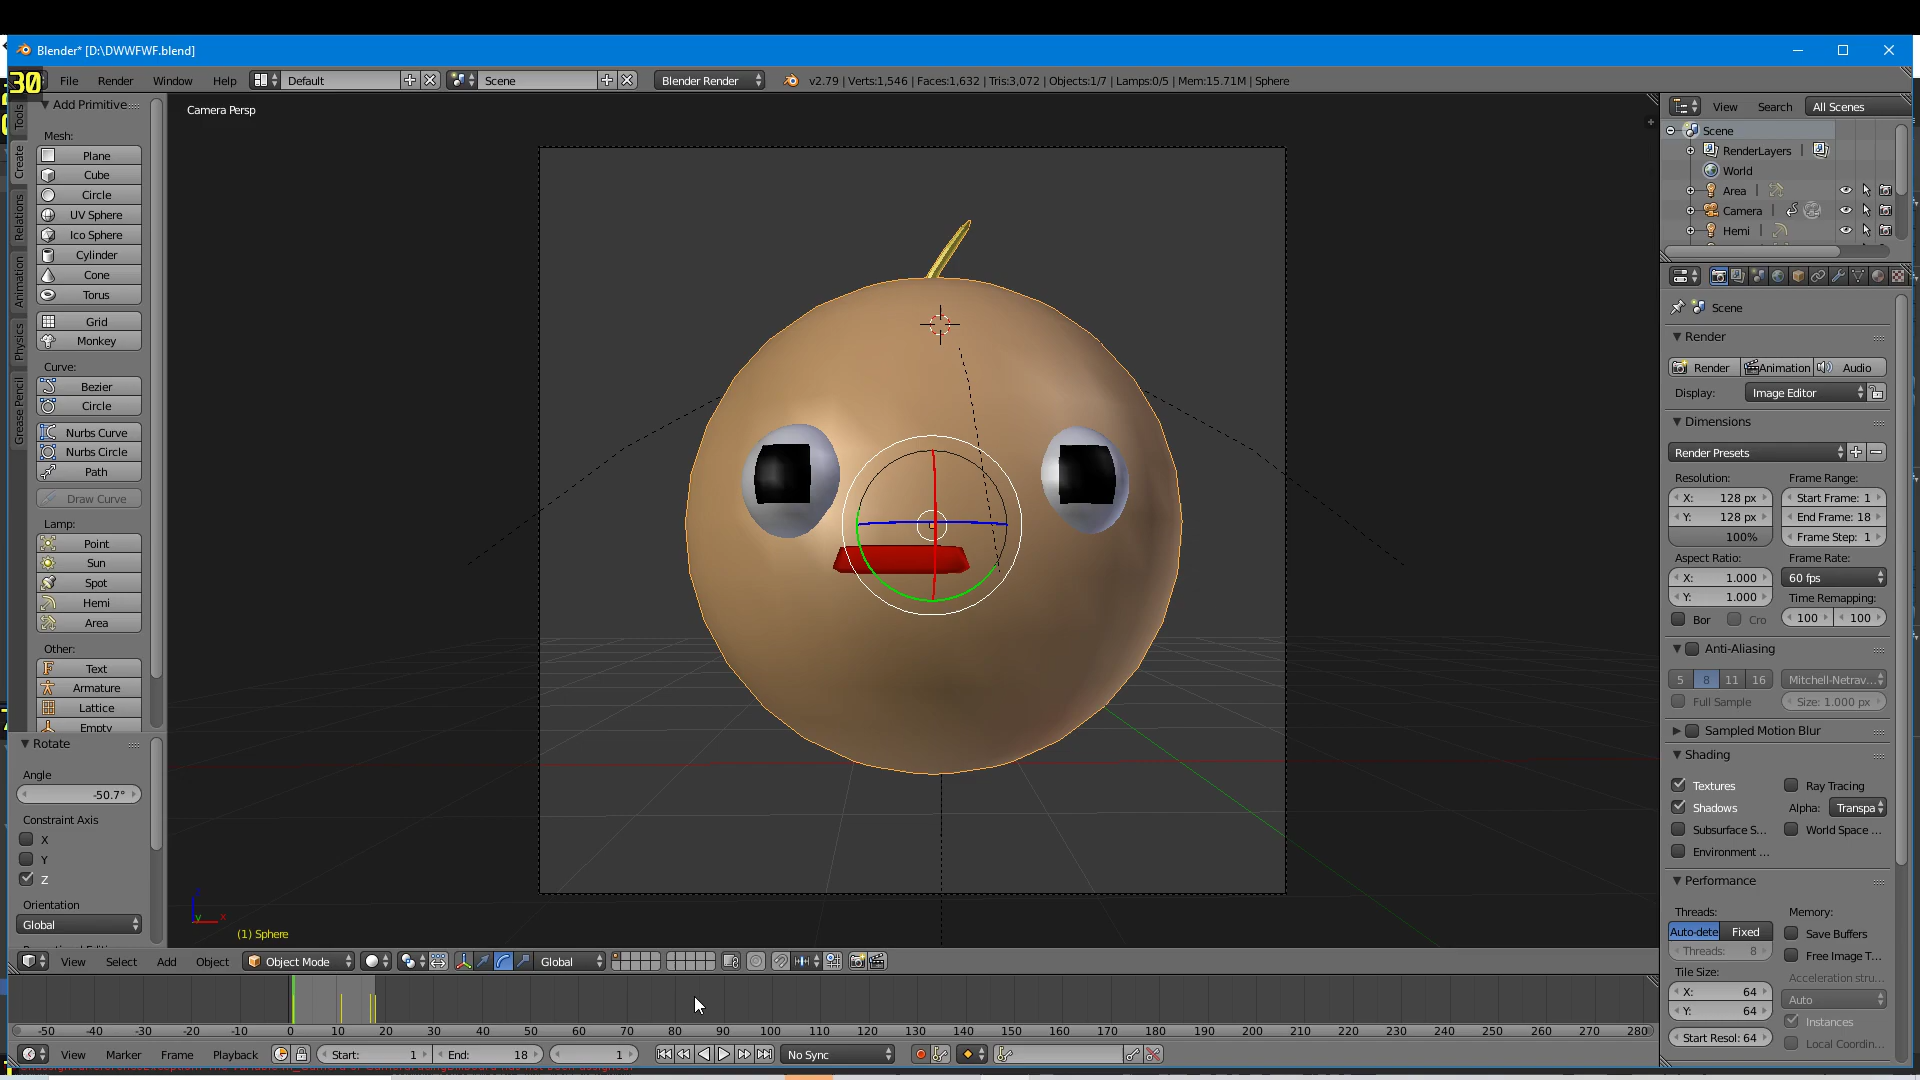 Blender* [D:\DWWFWF.blend]
30
File Render Window Help Default Scene Blender Render v2.79 | Verts:1,546 | Faces:1,632 | Tris:3,072 | Objects:1/7 | Lamps:0/5 | Mem:15.71M | Sphere
Tools
Create
Relations
Animation
Physics
Grease Pencil
Add Primitive
Mesh:
Plane
Cube
Circle
UV Sphere
Ico Sphere
Cylinder
Cone
Torus
Grid
Monkey
Curve:
Bezier
Circle
Nurbs Curve
Nurbs Circle
Path
Draw Curve
Lamp:
Point
Sun
Spot
Hemi
Area
Other:
Text
Armature
Lattice
Empty
Rotate
Angle
-50.7°
Constraint Axis
X
Y
Z
Orientation
Global
Camera Persp
(1) Sphere
View Search All Scenes
Scene
RenderLayers
World
Area
Camera
Hemi
Scene
Render
Render Animation Audio
Display: Image Editor
Dimensions
Render Presets
Resolution: Frame Range:
X: 128 px Start Frame: 1
Y: 128 px End Frame: 18
100% Frame Step: 1
Aspect Ratio: Frame Rate:
X: 1.000 60 fps
Y: 1.000 Time Remapping:
Bor Cro 100 100
Anti-Aliasing
5 8 11 16 Mitchell-Netrav...
Full Sample Size: 1.000 px
Sampled Motion Blur
Shading
Textures Ray Tracing
Shadows Alpha: Transpa
Subsurface S... World Space ...
Environment ...
Performance
Threads: Memory:
Auto-dete Fixed Save Buffers
Threads: 8 Free Image T...
Tile Size: Acceleration stru...
X: 64 Auto
Y: 64 Instances
Start Resol: 64 Local Coordin...
View Select Add Object Object Mode Global
-50 -40 -30 -20 -10 0 10 20 30 40 50 60 70 80 90 100 110 120 130 140 150 160 170 180 190 200 210 220 230 240 250 260 270 280
View Marker Frame Playback Start: 1 End: 18 1 No Sync